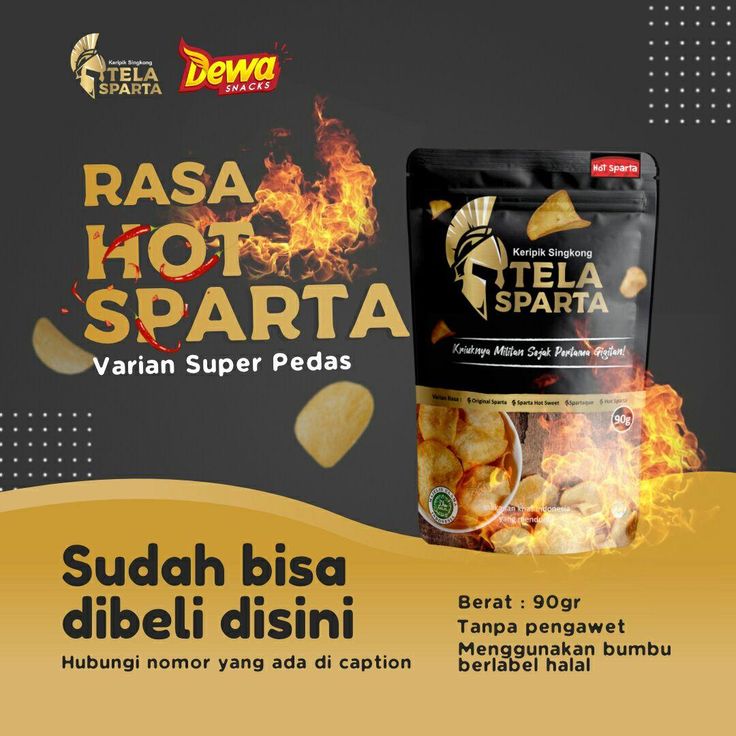 Keripik Singkong
TELA
SPARTA
Dewa
SNACKS
RASA
HOT
SPARTA
Varian Super Pedas
Hot Sparta
Keripik Singkong
TELA
SPARTA
Kriuknya Militan Sejak Pertama Gigitan!
Varian Rasa : Original Sparta Sparta Hot Sweet Spartaque Hot Sparta
90g
Sudah bisa
dibeli disini
Hubungi nomor yang ada di caption
Berat : 90gr
Tanpa pengawet
Menggunakan bumbu
berlabel halal